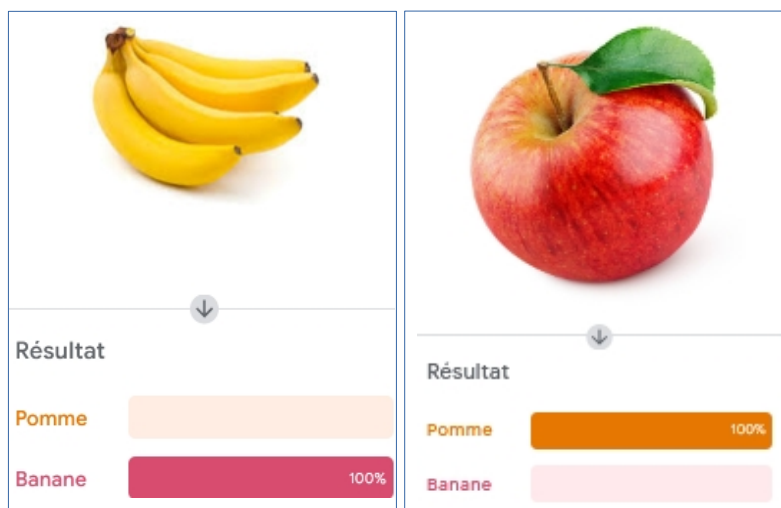 Résultat
Pomme
Banane 100%
Résultat
Pomme 100%
Banane